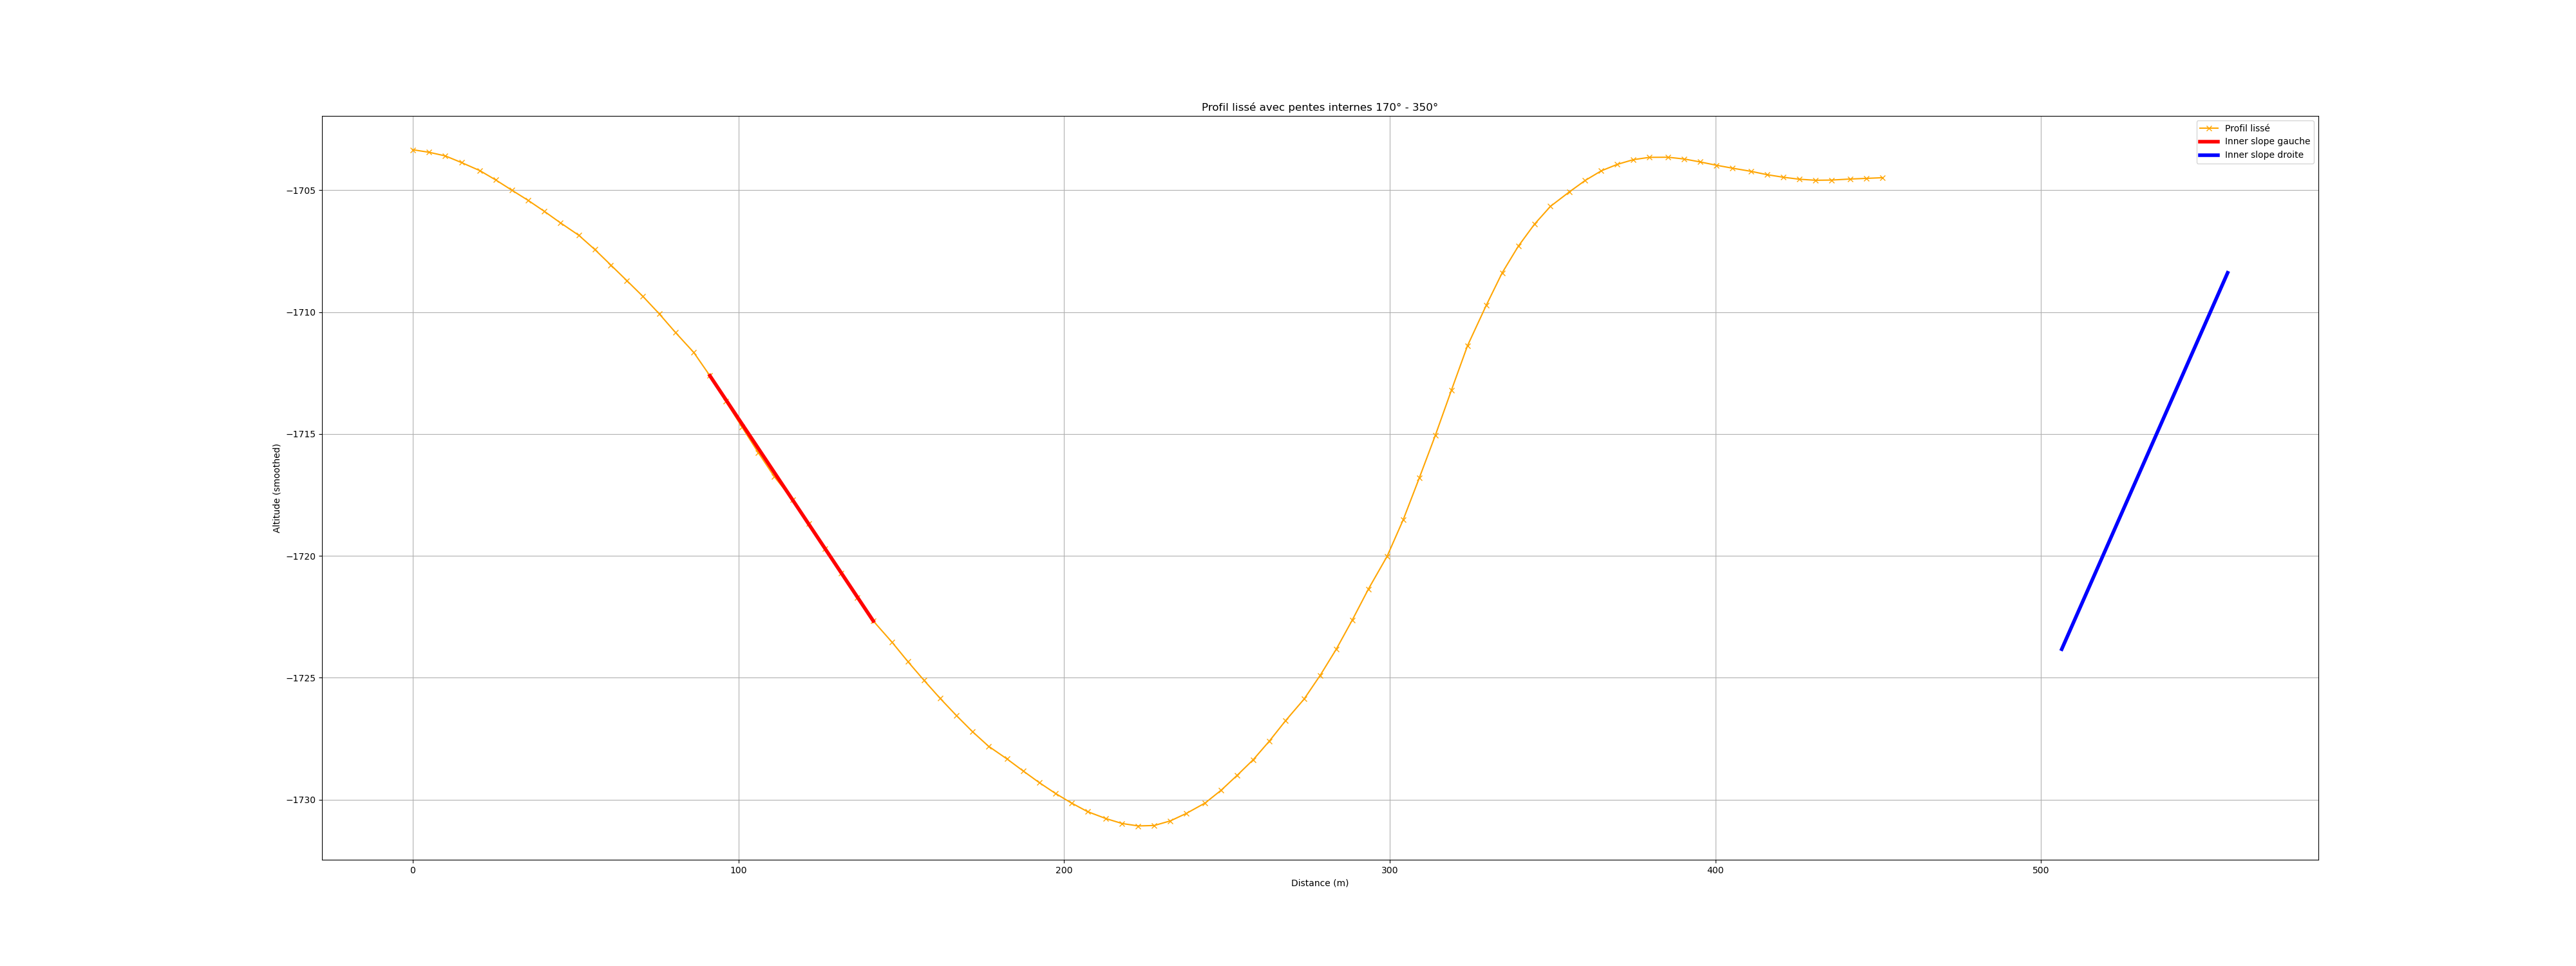 Profil lissé avec pentes internes 170° - 350°
Profil lissé
Inner slope gauche
Inner slope droite
Altitude (smoothed)
−1705
−1710
−1715
−1720
−1725
−1730
0 100 200 300 400 500
Distance (m)